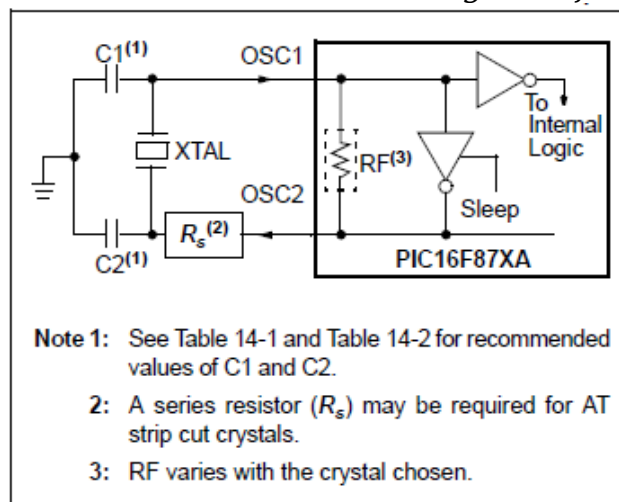 C1(1)
OSC1
To
Internal
Logic
XTAL
RF(3)
OSC2
Sleep
Rs(2)
C2(1)
PIC16F87XA
Note 1: See Table 14-1 and Table 14-2 for recommended
values of C1 and C2.
2: A series resistor (Rs) may be required for AT
strip cut crystals.
3: RF varies with the crystal chosen.